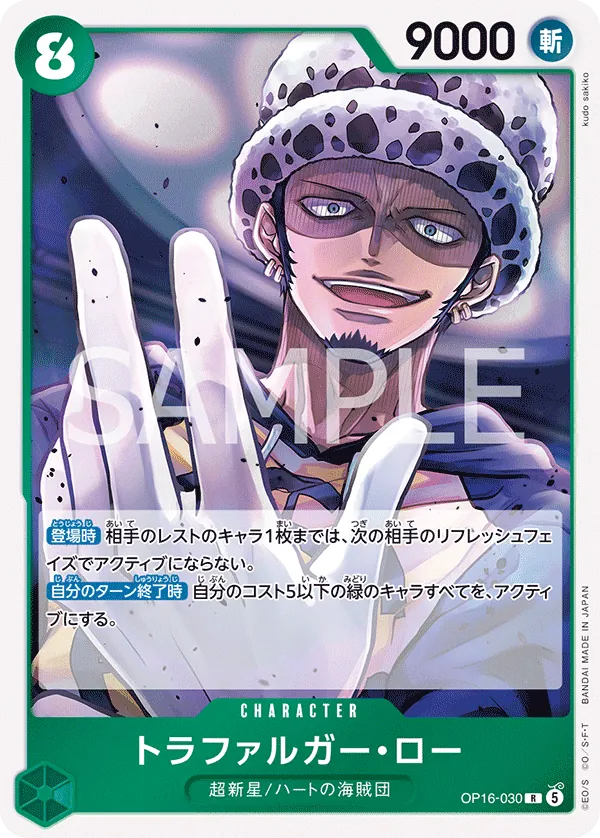 8
9000
斬
kudo sakiko
SAMPLE
登場時 相手のレストのキャラ1枚までは、次の相手のリフレッシュフェ
イズでアクティブにならない。
自分のターン終了時 自分のコスト5以下の緑のキャラすべてを、アクティ
ブにする。
CHARACTER
トラファルガー・ロー
超新星/ハートの海賊団
OP16-030 R 5
©EO/S ©O/S・F・T BANDAI MADE IN JAPAN